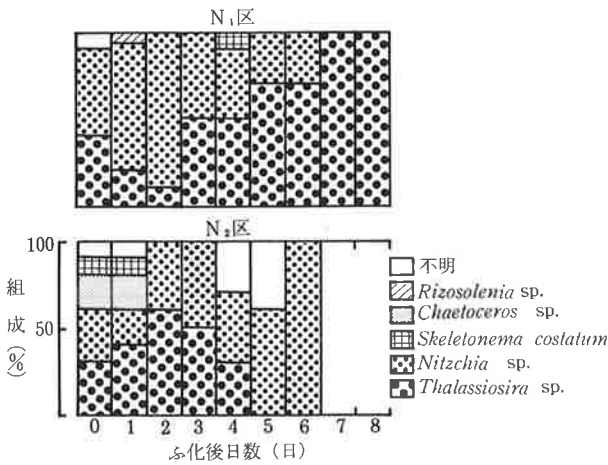 N₁区
N₂区
100
50
組成(%)
0 1 2 3 4 5 6 7 8
ふ化後日数(日)
不明
Rizosolenia sp.
Chaetoceros sp.
Skeletonema costatum
Nitzchia sp.
Thalassiosira sp.